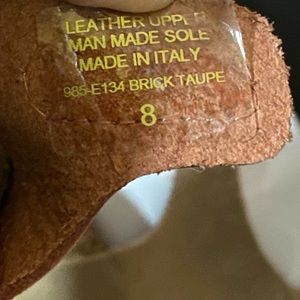 LEATHER UPPER
MAN MADE SOLE
MADE IN ITALY
985-E134 BRICK TAUPE
8